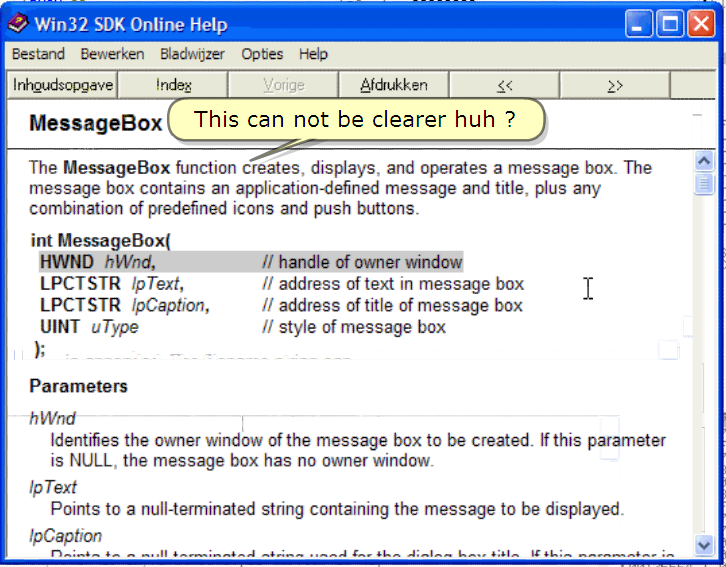 Win32 SDK Online Help
Bestand Bewerken Bladwijzer Opties Help
Inhoudsopgave Index Vorige Afdrukken << >>
MessageBox
This can not be clearer huh ?
The MessageBox function creates, displays, and operates a message box. The
message box contains an application-defined message and title, plus any
combination of predefined icons and push buttons.
int MessageBox(
HWND hWnd, // handle of owner window
LPCTSTR lpText, // address of text in message box
LPCTSTR lpCaption, // address of title of message box
UINT uType // style of message box
);
Parameters
hWnd
Identifies the owner window of the message box to be created. If this parameter
is NULL, the message box has no owner window.
lpText
Points to a null-terminated string containing the message to be displayed.
lpCaption
Points to a null-terminated string used for the dialog box title. If this parameter is